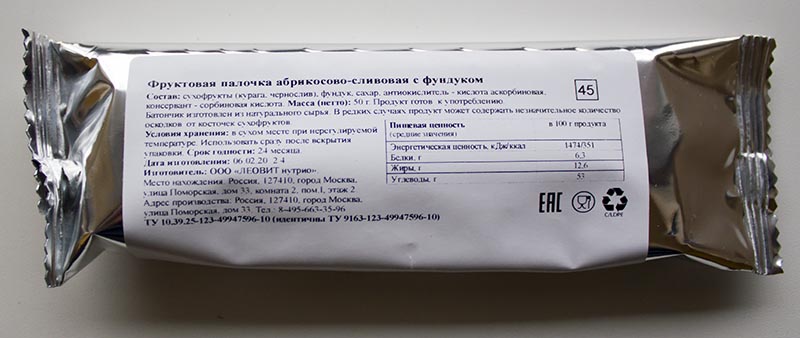 Фруктовая палочка абрикосово-сливовая с фундуком
45
Состав: сухофрукты (курага, чернослив), фундук, сахар, антиокислитель - кислота аскорбиновая,
консервант - сорбиновая кислота. Масса (нетто): 50 г. Продукт готов к употреблению.
Батончик изготовлен из натурального сырья. В редких случаях продукт может содержать незначительное количество
осколков от косточек сухофруктов.
Условия хранения: в сухом месте при нерегулируемой
температуре. Использовать сразу после вскрытия
упаковки. Срок годности: 24 месяца.
Дата изготовления: 06.02.20 2 4
Изготовитель: ООО «ЛЕОВИТ нутрио».
Место нахождения: Россия, 127410, город Москва,
улица Поморская, дом 33, комната 2, пом.I, этаж 2.
Адрес производства: Россия, 127410, город Москва,
улица Поморская, дом 33. Тел.: 8-495-663-35-96
ТУ 10.39.25-123-49947596-10 (идентичны ТУ 9163-123-49947596-10)
Пищевая ценность в 100 г продукта
(средние значения)
Энергетическая ценность, кДж/ккал 1474/351
Белки, г 6,3
Жиры, г 12,6
Углеводы, г 53
EAC
C/LDPE